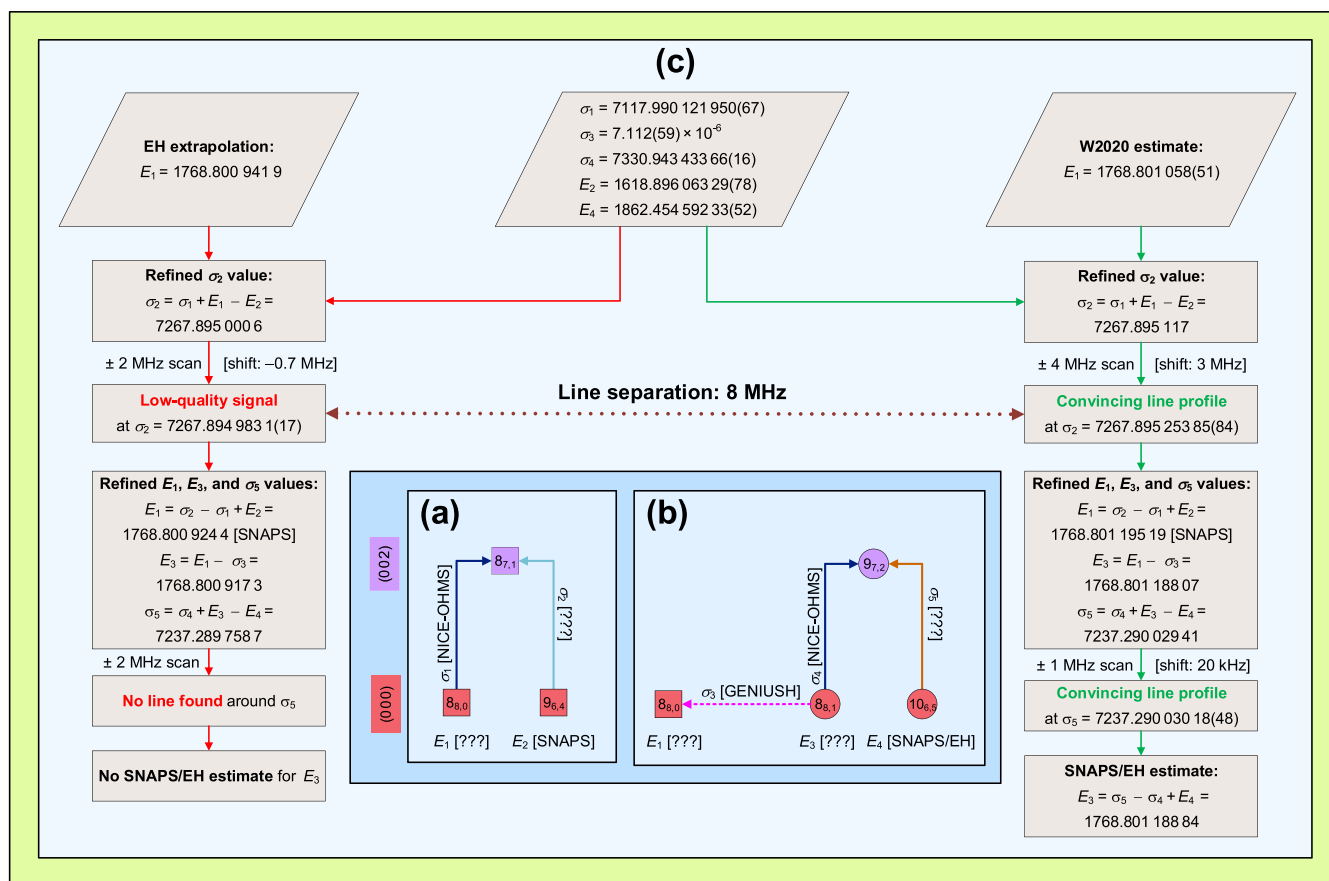 (c)
EH extrapolation:
E₁ = 1768.800 941 9
σ₁ = 7117.990 121 950(67)
σ₃ = 7.112(59) × 10⁻⁶
σ₄ = 7330.943 433 66(16)
E₂ = 1618.896 063 29(78)
E₄ = 1862.454 592 33(52)
W2020 estimate:
E₁ = 1768.801 058(51)
Refined σ₂ value:
σ₂ = σ₁ + E₁ − E₂ =
7267.895 000 6
Refined σ₂ value:
σ₂ = σ₁ + E₁ − E₂ =
7267.895 117
± 2 MHz scan [shift: −0.7 MHz]
± 4 MHz scan [shift: 3 MHz]
Low-quality signal
at σ₂ = 7267.894 983 1(17)
Line separation: 8 MHz
Convincing line profile
at σ₂ = 7267.895 253 85(84)
Refined E₁, E₃, and σ₅ values:
E₁ = σ₂ − σ₁ + E₂ =
1768.800 924 4 [SNAPS]
E₃ = E₁ − σ₃ =
1768.800 917 3
σ₅ = σ₄ + E₃ − E₄ =
7237.289 758 7
± 2 MHz scan
No line found around σ₅
No SNAPS/EH estimate for E₃
(002)
(000)
(a)
8₇,₁
σ₁ [NICE-OHMS]
σ₂ [???]
8₈,₀
9₆,₄
E₁ [???]
E₂ [SNAPS]
(b)
9₇,₂
σ₄ [NICE-OHMS]
σ₅ [???]
σ₃ [GENIUSH]
8₈,₀
8₈,₁
10₆,₅
E₁ [???]
E₃ [???]
E₄ [SNAPS/EH]
Refined E₁, E₃, and σ₅ values:
E₁ = σ₂ − σ₁ + E₂ =
1768.801 195 19 [SNAPS]
E₃ = E₁ − σ₃ =
1768.801 188 07
σ₅ = σ₄ + E₃ − E₄ =
7237.290 029 41
± 1 MHz scan [shift: 20 kHz]
Convincing line profile
at σ₅ = 7237.290 030 18(48)
SNAPS/EH estimate:
E₃ = σ₅ − σ₄ + E₄ =
1768.801 188 84